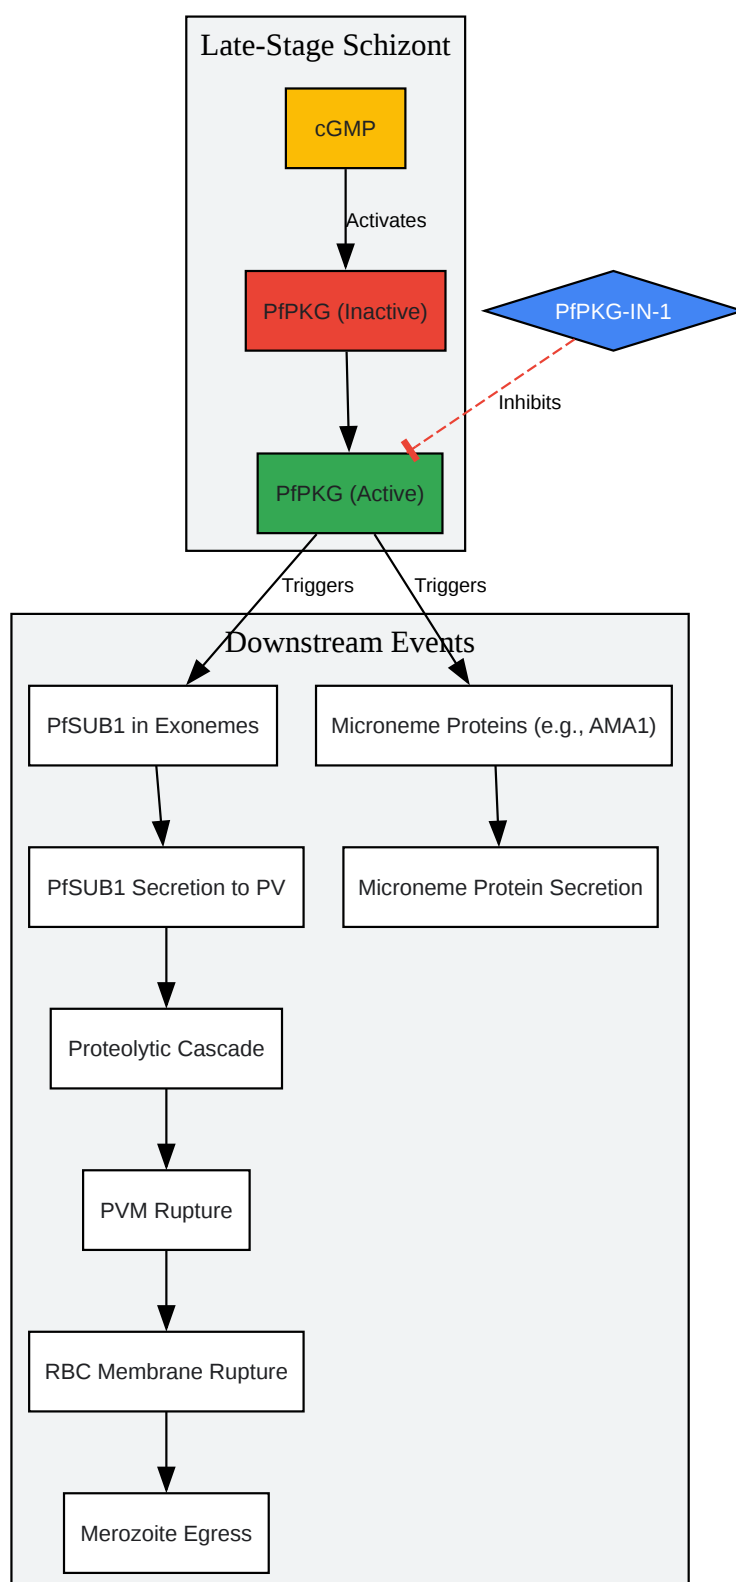 Late-Stage Schizont
cGMP
Activates
PfPKG (Inactive)
PfPKG-IN-1
Inhibits
PfPKG (Active)
Triggers
Triggers
Downstream Events
PfSUB1 in Exonemes
Microneme Proteins (e.g., AMA1)
PfSUB1 Secretion to PV
Microneme Protein Secretion
Proteolytic Cascade
PVM Rupture
RBC Membrane Rupture
Merozoite Egress